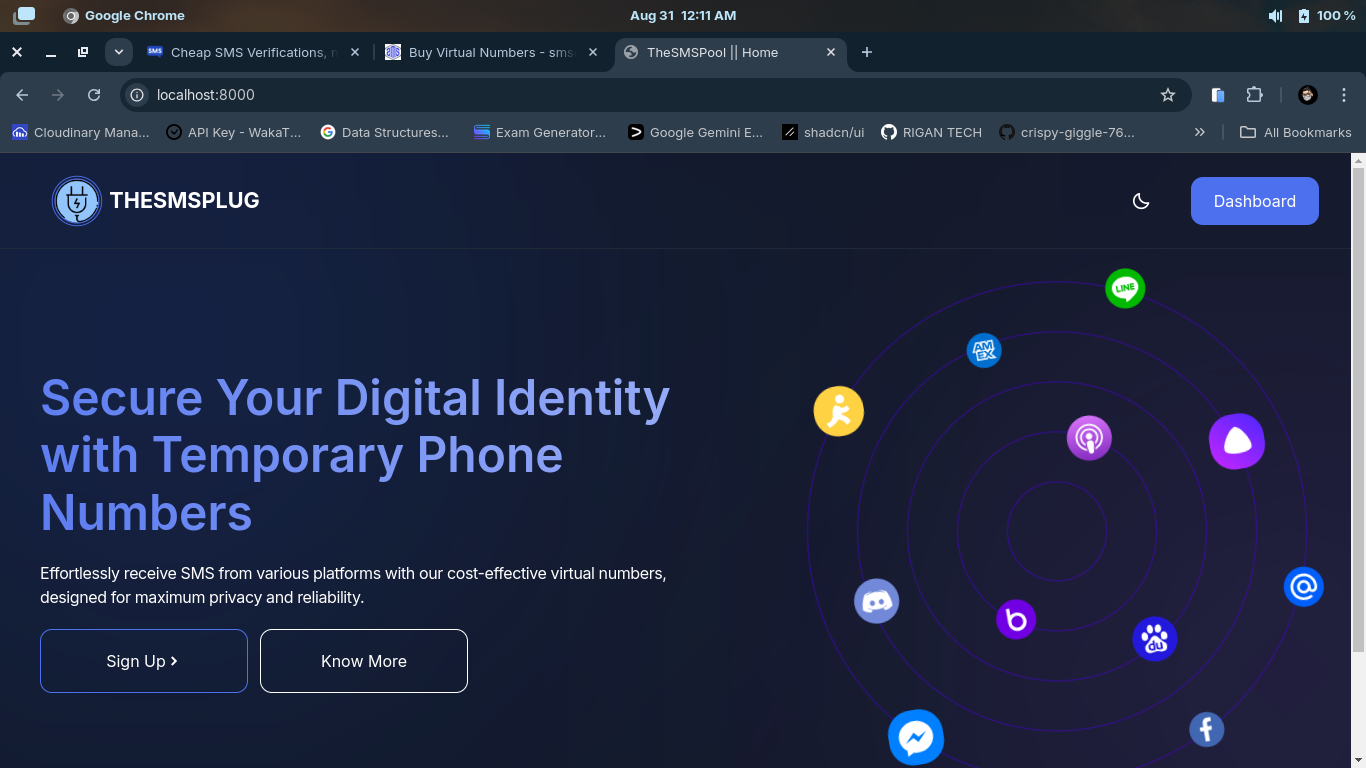 Google Chrome
Aug 31 12:11 AM
100 %
SMS
Cheap SMS Verifications,
Buy Virtual Numbers - sms
TheSMSPool || Home
localhost:8000
Cloudinary Mana...
API Key - WakaT...
Data Structures...
Exam Generator...
Google Gemini E...
shadcn/ui
RIGAN TECH
crispy-giggle-76...
All Bookmarks
THESMSPLUG
Dashboard
LINE
AM
EX
Secure Your Digital Identity
with Temporary Phone
Numbers
Effortlessly receive SMS from various platforms with our cost-effective virtual numbers,
designed for maximum privacy and reliability.
du
Sign Up
Know More